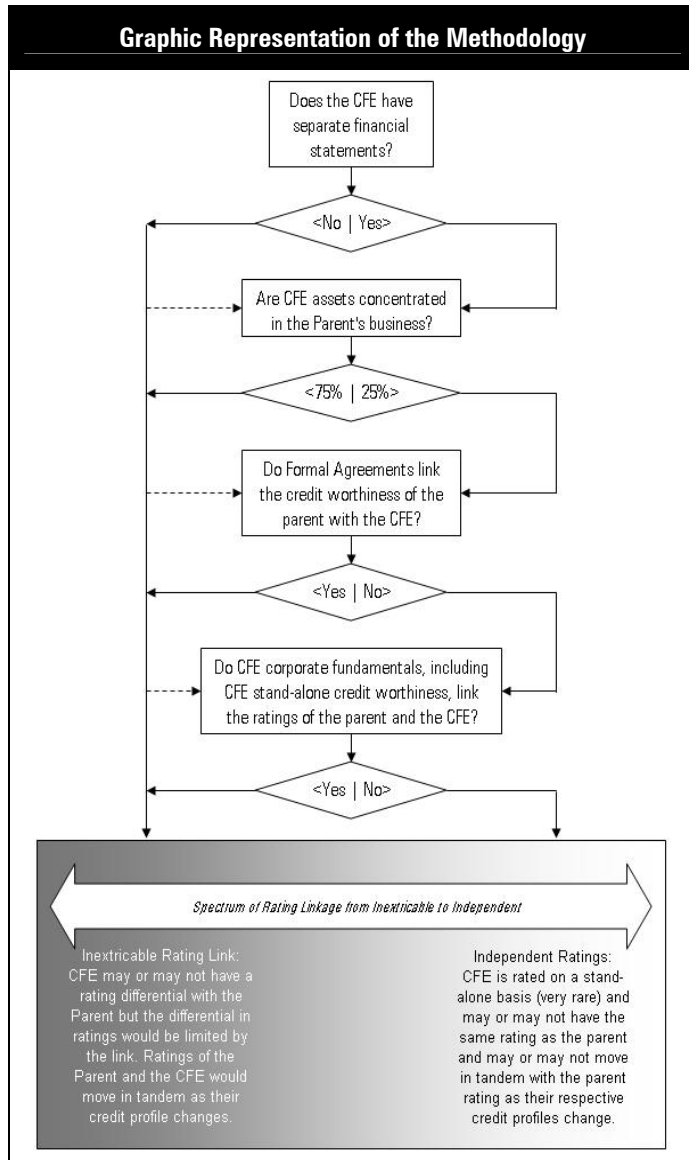 Graphic Representation of the Methodology
Does the CFE have
separate financial
statements?
<No | Yes>
Are CFE assets concentrated
in the Parent's business?
<75% | 25%>
Do Formal Agreements link
the credit worthiness of the
parent with the CFE?
<Yes | No>
Do CFE corporate fundamentals, including
CFE stand-alone credit worthiness, link
the ratings of the parent and the CFE?
<Yes | No>
Spectrum of Rating Linkage from Inextricable to Independent
Inextricable Rating Link:
CFE may or may not have a
rating differential with the
Parent but the differential in
ratings would be limited by
the link. Ratings of the
Parent and the CFE would
move in tandem as their
credit profile changes.
Independent Ratings:
CFE is rated on a stand-
alone basis (very rare) and
may or may not have the
same rating as the parent
and may or may not move
in tandem with the parent
rating as their respective
credit profiles change.